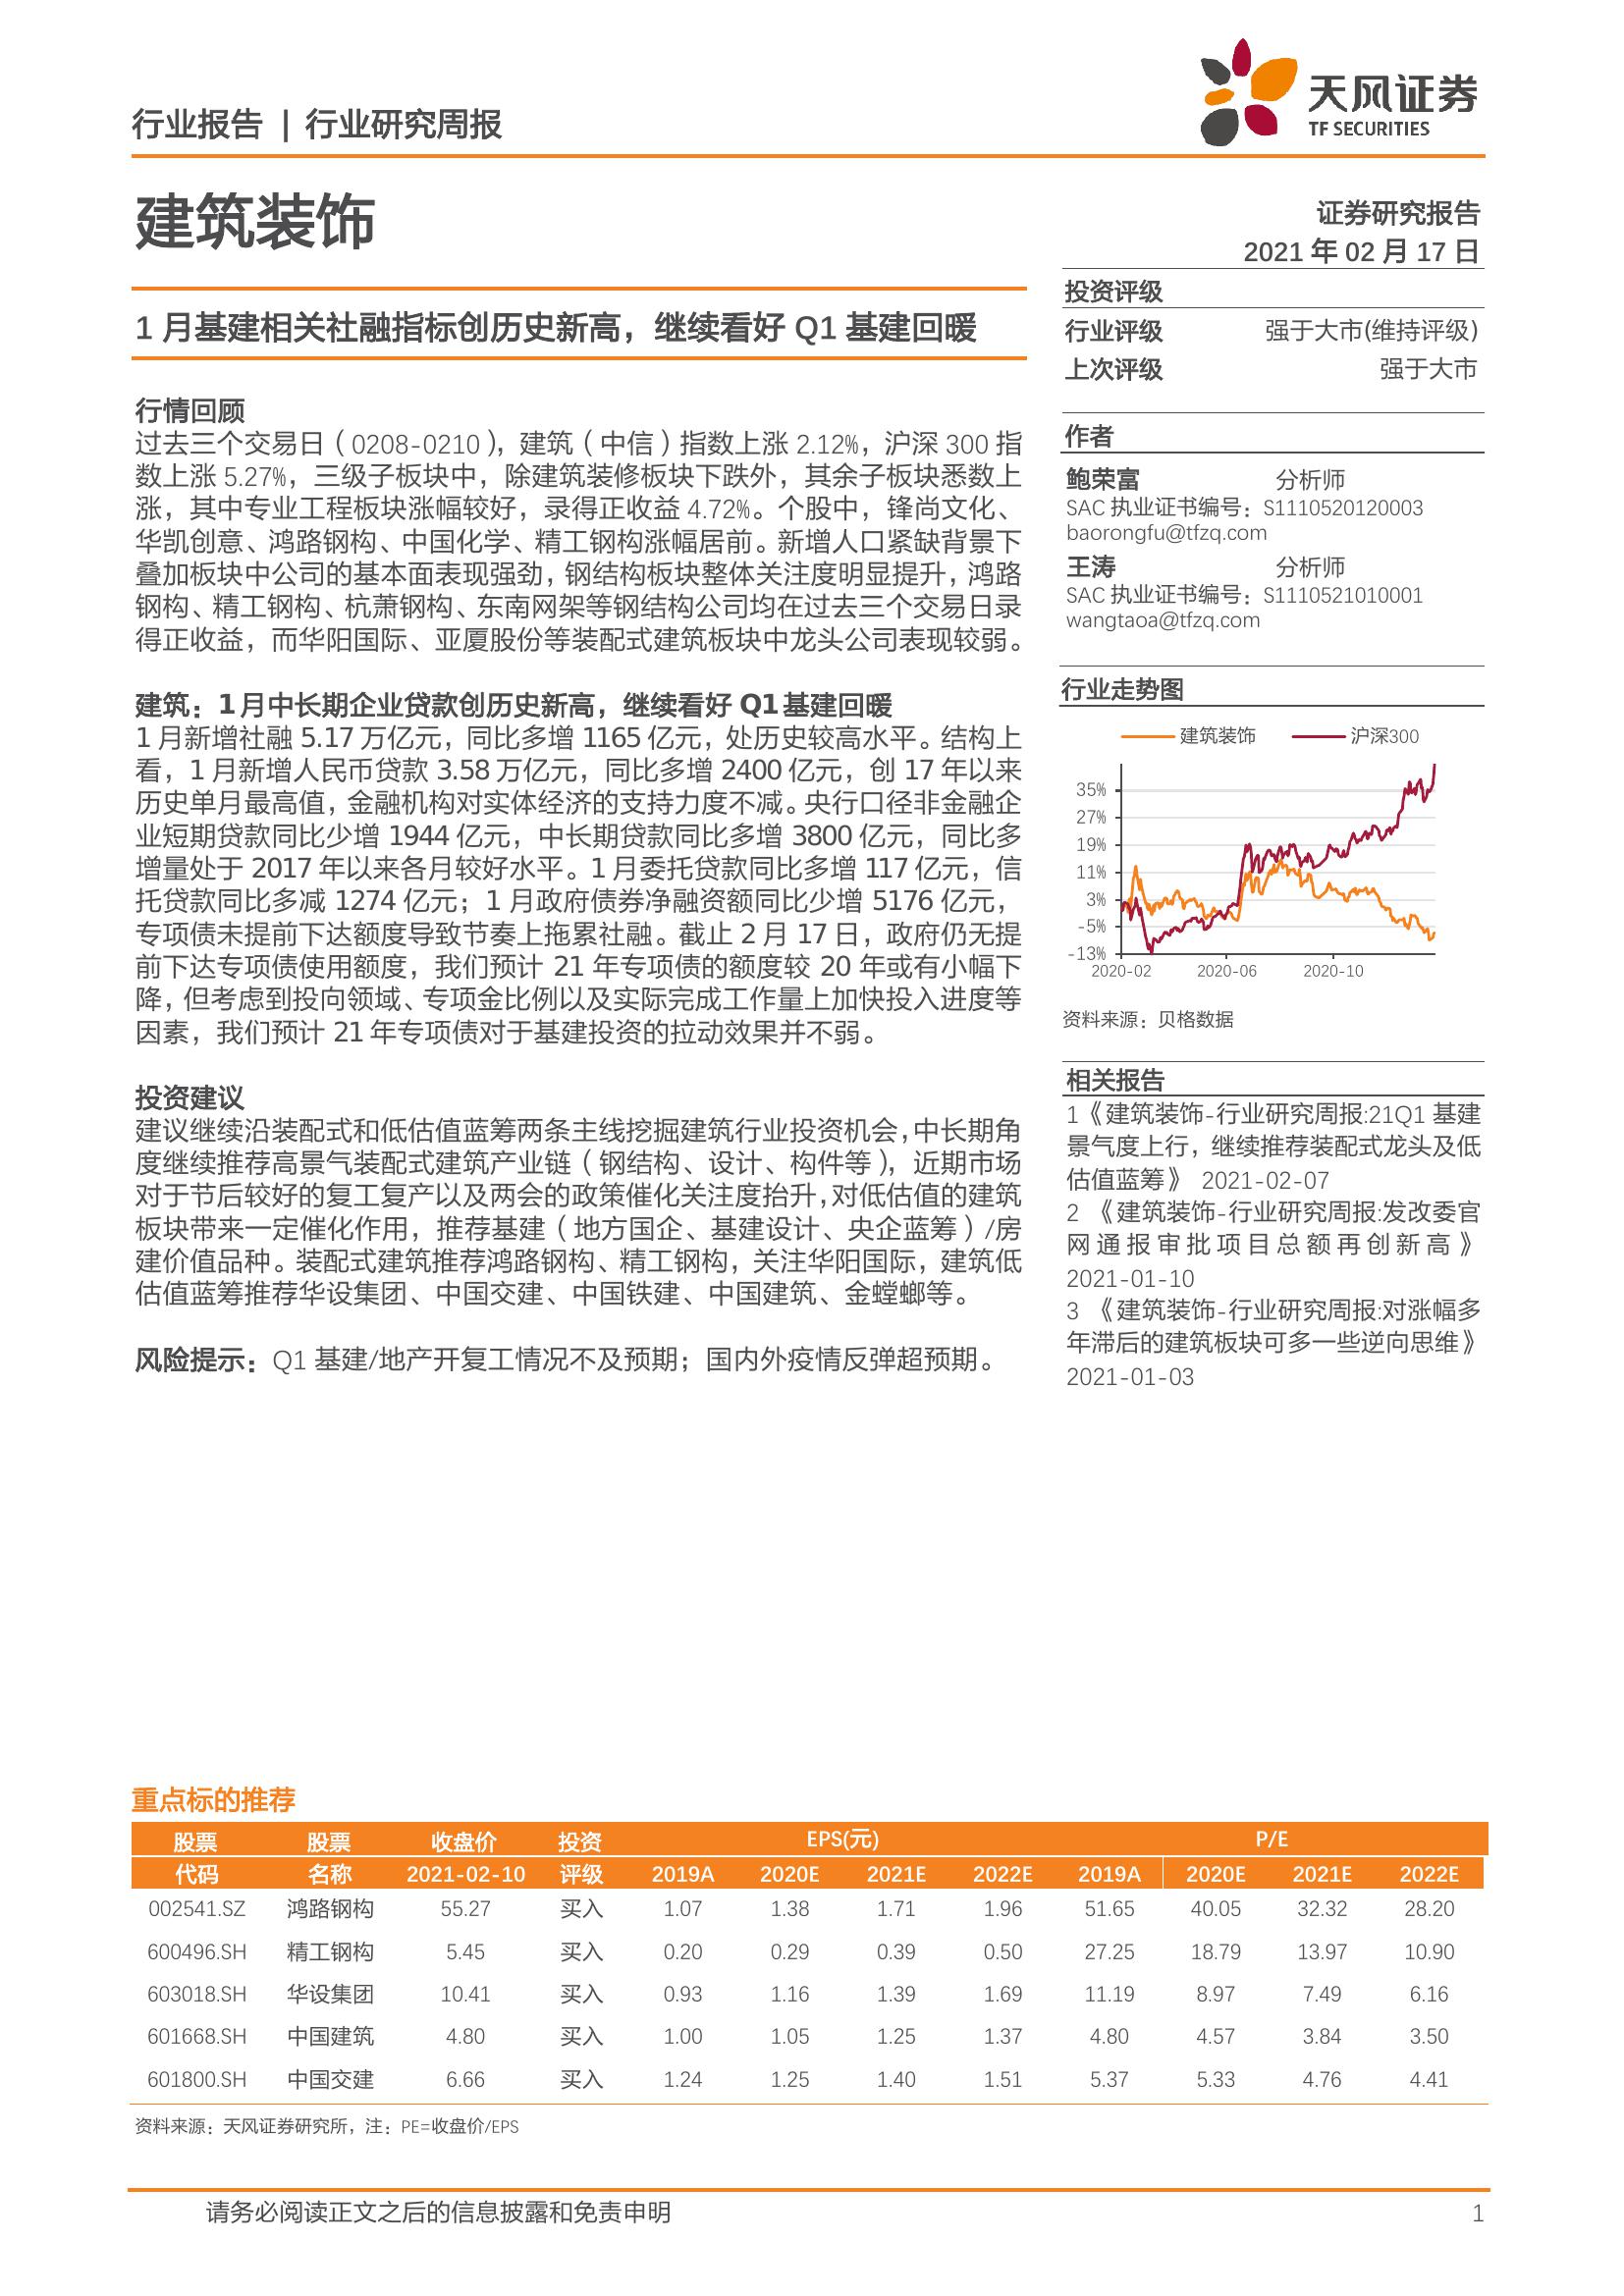 行业报告 | 行业研究周报
天风证券
TF SECURITIES
建筑装饰
证券研究报告
2021 年 02 月 17 日
1 月基建相关社融指标创历史新高，继续看好 Q1 基建回暖
行情回顾
过去三个交易日（0208-0210），建筑（中信）指数上涨 2.12%，沪深 300 指
数上涨 5.27%，三级子板块中，除建筑装修板块下跌外，其余子板块悉数上
涨，其中专业工程板块涨幅较好，录得正收益 4.72%。个股中，锋尚文化、
华凯创意、鸿路钢构、中国化学、精工钢构涨幅居前。新增人口紧缺背景下
叠加板块中公司的基本面表现强劲，钢结构板块整体关注度明显提升，鸿路
钢构、精工钢构、杭萧钢构、东南网架等钢结构公司均在过去三个交易日录
得正收益，而华阳国际、亚厦股份等装配式建筑板块中龙头公司表现较弱。
建筑：1 月中长期企业贷款创历史新高，继续看好 Q1 基建回暖
1 月新增社融 5.17 万亿元，同比多增 1165 亿元，处历史较高水平。结构上
看，1 月新增人民币贷款 3.58 万亿元，同比多增 2400 亿元，创 17 年以来
历史单月最高值，金融机构对实体经济的支持力度不减。央行口径非金融企
业短期贷款同比少增 1944 亿元，中长期贷款同比多增 3800 亿元，同比多
增量处于 2017 年以来各月较好水平。1 月委托贷款同比多增 117 亿元，信
托贷款同比多减 1274 亿元；1 月政府债券净融资额同比少增 5176 亿元，
专项债未提前下达额度导致节奏上拖累社融。截止 2 月 17 日，政府仍无提
前下达专项债使用额度，我们预计 21 年专项债的额度较 20 年或有小幅下
降，但考虑到投向领域、专项金比例以及实际完成工作量上加快投入进度等
因素，我们预计 21 年专项债对于基建投资的拉动效果并不弱。
投资建议
建议继续沿装配式和低估值蓝筹两条主线挖掘建筑行业投资机会，中长期角
度继续推荐高景气装配式建筑产业链（钢结构、设计、构件等），近期市场
对于节后较好的复工复产以及两会的政策催化关注度抬升，对低估值的建筑
板块带来一定催化作用，推荐基建（地方国企、基建设计、央企蓝筹）/房
建价值品种。装配式建筑推荐鸿路钢构、精工钢构，关注华阳国际，建筑低
估值蓝筹推荐华设集团、中国交建、中国铁建、中国建筑、金螳螂等。
风险提示：Q1 基建/地产开复工情况不及预期；国内外疫情反弹超预期。
投资评级
行业评级 强于大市(维持评级)
上次评级 强于大市
作者
鲍荣富 分析师
SAC 执业证书编号：S1110520120003
baorongfu@tfzq.com
王涛 分析师
SAC 执业证书编号：S1110521010001
wangtaoa@tfzq.com
行业走势图
建筑装饰 沪深300
35%
27%
19%
11%
3%
-5%
-13%
2020-02 2020-06 2020-10
资料来源：贝格数据
相关报告
1《建筑装饰-行业研究周报:21Q1 基建
景气度上行，继续推荐装配式龙头及低
估值蓝筹》 2021-02-07
2 《建筑装饰-行业研究周报:发改委官
网通报审批项目总额再创新高》
2021-01-10
3 《建筑装饰-行业研究周报:对涨幅多
年滞后的建筑板块可多一些逆向思维》
2021-01-03
重点标的推荐
股票 股票 收盘价 投资 EPS(元) P/E
代码 名称 2021-02-10 评级 2019A 2020E 2021E 2022E 2019A 2020E 2021E 2022E
002541.SZ 鸿路钢构 55.27 买入 1.07 1.38 1.71 1.96 51.65 40.05 32.32 28.20
600496.SH 精工钢构 5.45 买入 0.20 0.29 0.39 0.50 27.25 18.79 13.97 10.90
603018.SH 华设集团 10.41 买入 0.93 1.16 1.39 1.69 11.19 8.97 7.49 6.16
601668.SH 中国建筑 4.80 买入 1.00 1.05 1.25 1.37 4.80 4.57 3.84 3.50
601800.SH 中国交建 6.66 买入 1.24 1.25 1.40 1.51 5.37 5.33 4.76 4.41
资料来源：天风证券研究所，注：PE=收盘价/EPS
请务必阅读正文之后的信息披露和免责申明 1